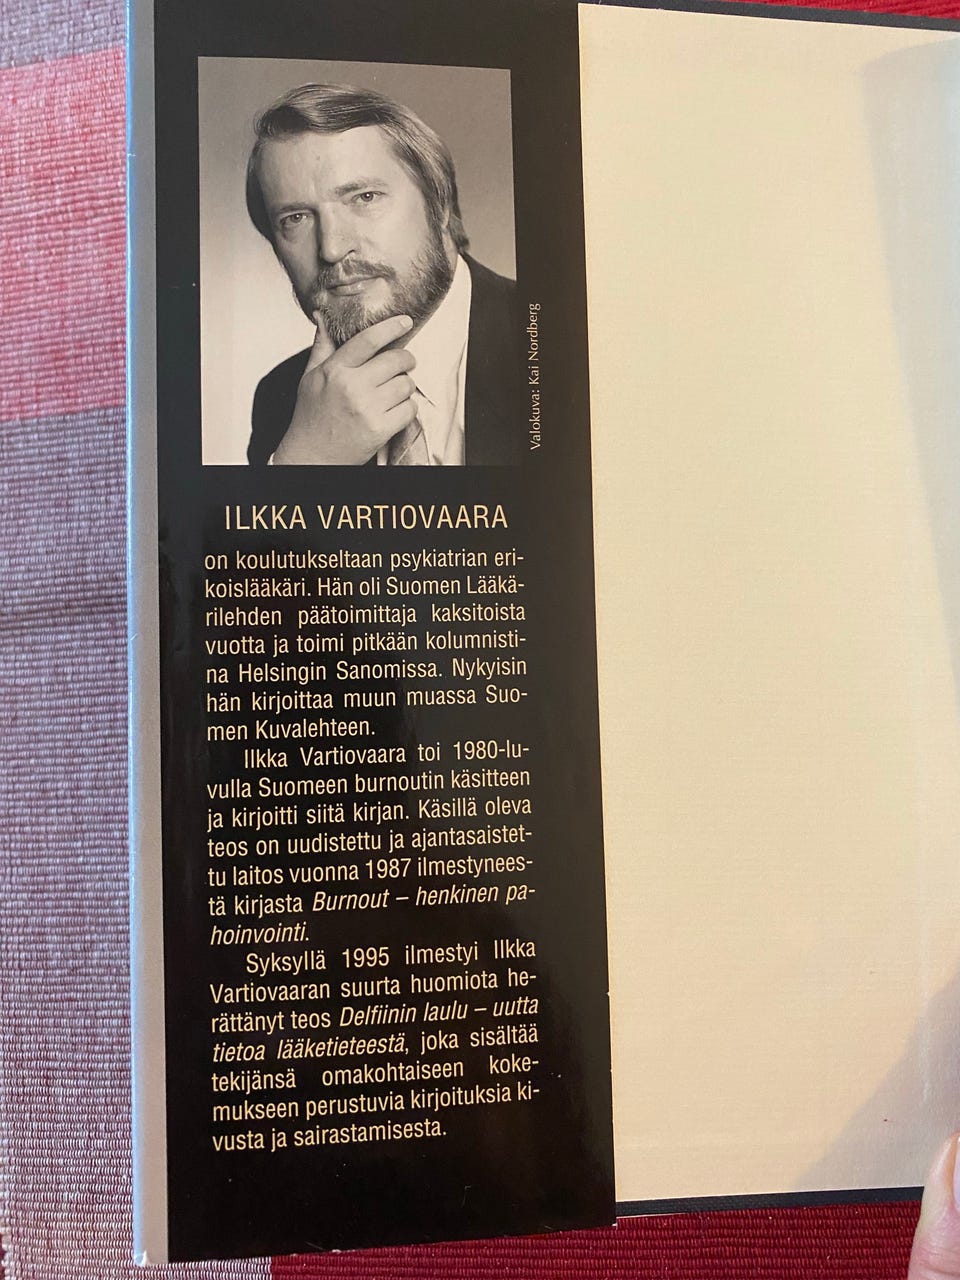 Valokuva: Kai Nordberg
ILKKA VARTIOVAARA
on koulutukseltaan psykiatrian eri-
koislääkäri. Hän oli Suomen Lääkä-
rilehden päätoimittaja kaksitoista
vuotta ja toimi pitkään kolumnisti-
na Helsingin Sanomissa. Nykyisin
hän kirjoittaa muun muassa Suo-
men Kuvalehteen.
Ilkka Vartiovaara toi 1980-lu-
vulla Suomeen burnoutin käsitteen
ja kirjoitti siitä kirjan. Käsillä oleva
teos on uudistettu ja ajantasaistet-
tu laitos vuonna 1987 ilmestynees-
tä kirjasta Burnout – henkinen pa-
hoinvointi.
Syksyllä 1995 ilmestyi Ilkka
Vartiovaaran suurta huomiota he-
rättänyt teos Delfiinin laulu – uutta
tietoa lääketieteestä, joka sisältää
tekijänsä omakohtaiseen koke-
mukseen perustuvia kirjoituksia ki-
vusta ja sairastamisesta.